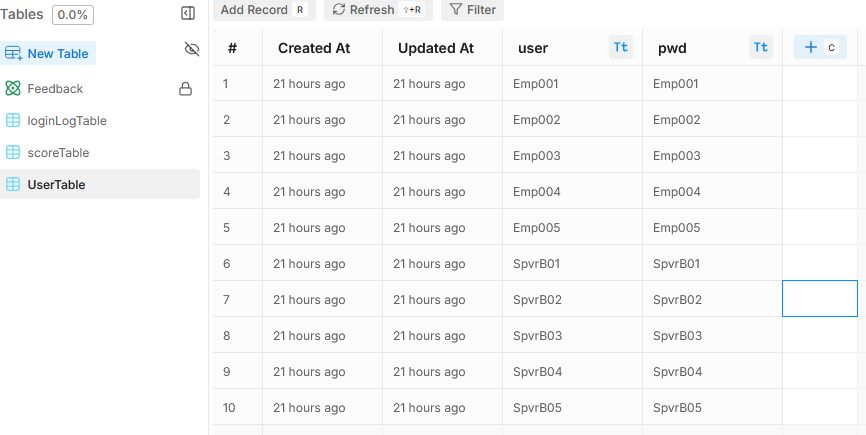 Tables 0.0%
New Table
Feedback
loginLogTable
scoreTable
UserTable
Add Record R Refresh ⇧+R Filter
# Created At Updated At user Tt pwd Tt + C
1 21 hours ago 21 hours ago Emp001 Emp001
2 21 hours ago 21 hours ago Emp002 Emp002
3 21 hours ago 21 hours ago Emp003 Emp003
4 21 hours ago 21 hours ago Emp004 Emp004
5 21 hours ago 21 hours ago Emp005 Emp005
6 21 hours ago 21 hours ago SpvrB01 SpvrB01
7 21 hours ago 21 hours ago SpvrB02 SpvrB02
8 21 hours ago 21 hours ago SpvrB03 SpvrB03
9 21 hours ago 21 hours ago SpvrB04 SpvrB04
10 21 hours ago 21 hours ago SpvrB05 SpvrB05